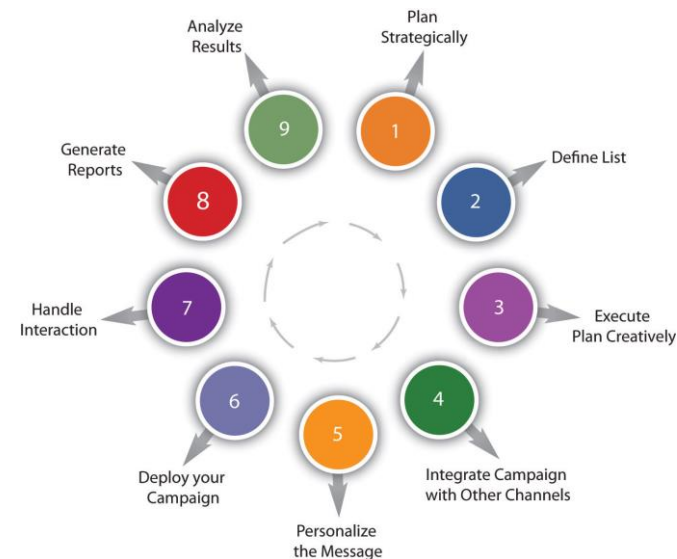 1
Plan
Strategically
2
Define List
3
Execute
Plan Creatively
4
Integrate Campaign
with Other Channels
5
Personalize
the Message
6
Deploy your
Campaign
7
Handle
Interaction
8
Generate
Reports
9
Analyze
Results